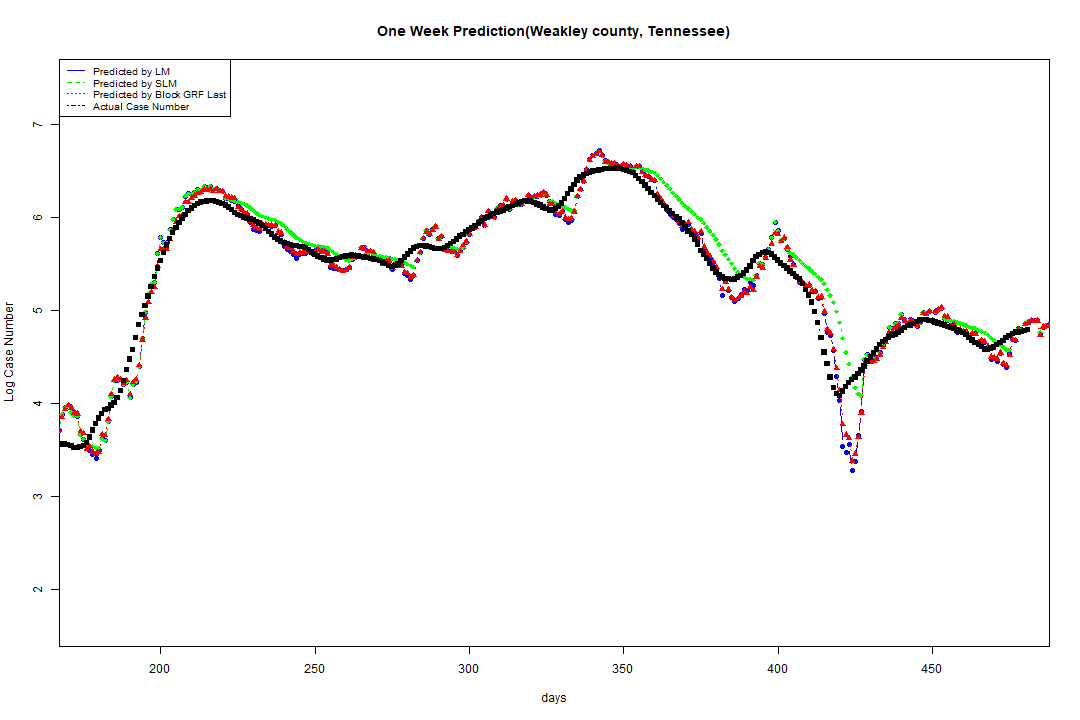 One Week Prediction(Weakley county, Tennessee)
Predicted by LM
Predicted by SLM
Predicted by Block GRF Last
Actual Case Number
7
6
5
4
3
2
Log Case Number
200 250 300 350 400 450
days